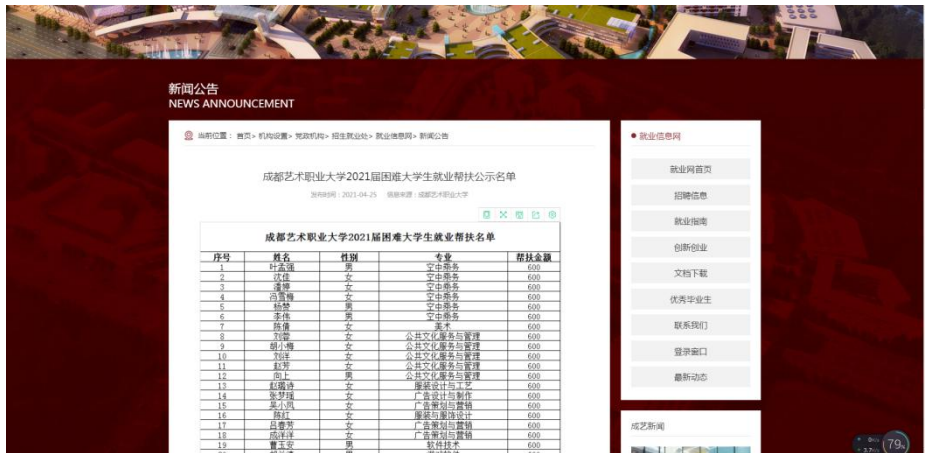 新闻公告
NEWS ANNOUNCEMENT
当前位置： 首页> 机构设置> 党政机构> 招生就业处> 就业信息网> 新闻公告
成都艺术职业大学2021届困难大学生就业帮扶公示名单
发布时间：2021-04-25 信息来源：成都艺术职业大学
成都艺术职业大学2021届困难大学生就业帮扶名单
序号 姓名 性别 专业 帮扶金额
1 叶孟强 男 空中乘务 600
2 沈佳 女 空中乘务 600
3 潘婷 女 空中乘务 600
4 冯雪梅 女 空中乘务 600
5 杨赞 男 空中乘务 600
6 李伟 男 空中乘务 600
7 陈倩 女 美术 600
8 刘蓉 女 公共文化服务与管理 600
9 胡小梅 女 公共文化服务与管理 600
10 刘洋 女 公共文化服务与管理 600
11 赵芳 女 公共文化服务与管理 600
12 向上 男 公共文化服务与管理 600
13 女 服装设计与工艺 600
14 张梦瑶 女 广告设计与制作 600
15 吴小凤 女 广告策划与营销 600
16 陈红 女 服装与服饰设计 600
17 吕春芳 女 广告策划与营销 600
18 成洋洋 女 广告策划与营销 600
19 曹玉安 男 软件技术 600
就业信息网
就业网首页
招聘信息
就业指南
创新创业
文档下载
优秀毕业生
联系我们
登录窗口
最新动态
成艺新闻
79%